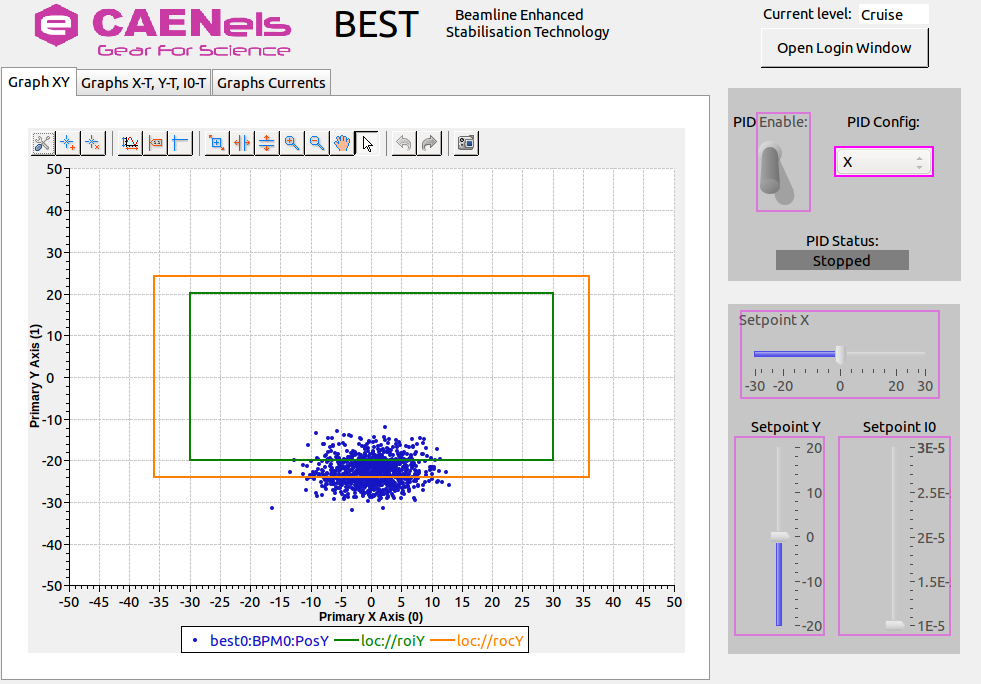 CAENels
Gear For Science
BEST
Beamline Enhanced
Stabilisation Technology
Current level: Cruise
Open Login Window
Graph XY
Graphs X-T, Y-T, I0-T
Graphs Currents
PID Enable:
PID Config:
X
PID Status:
Stopped
Primary Y Axis (1)
50
40
30
20
10
0
-10
-20
-30
-40
-50
-50 -45 -40 -35 -30 -25 -20 -15 -10 -5 0 5 10 15 20 25 30 35 40 45 50
Primary X Axis (0)
best0:BPM0:PosY loc://roiY loc://rocY
Setpoint X
-30 -20 0 20 30
Setpoint Y
20
10
0
-10
-20
Setpoint I0
3E-5
2.5E-
2E-5
1.5E-
1E-5